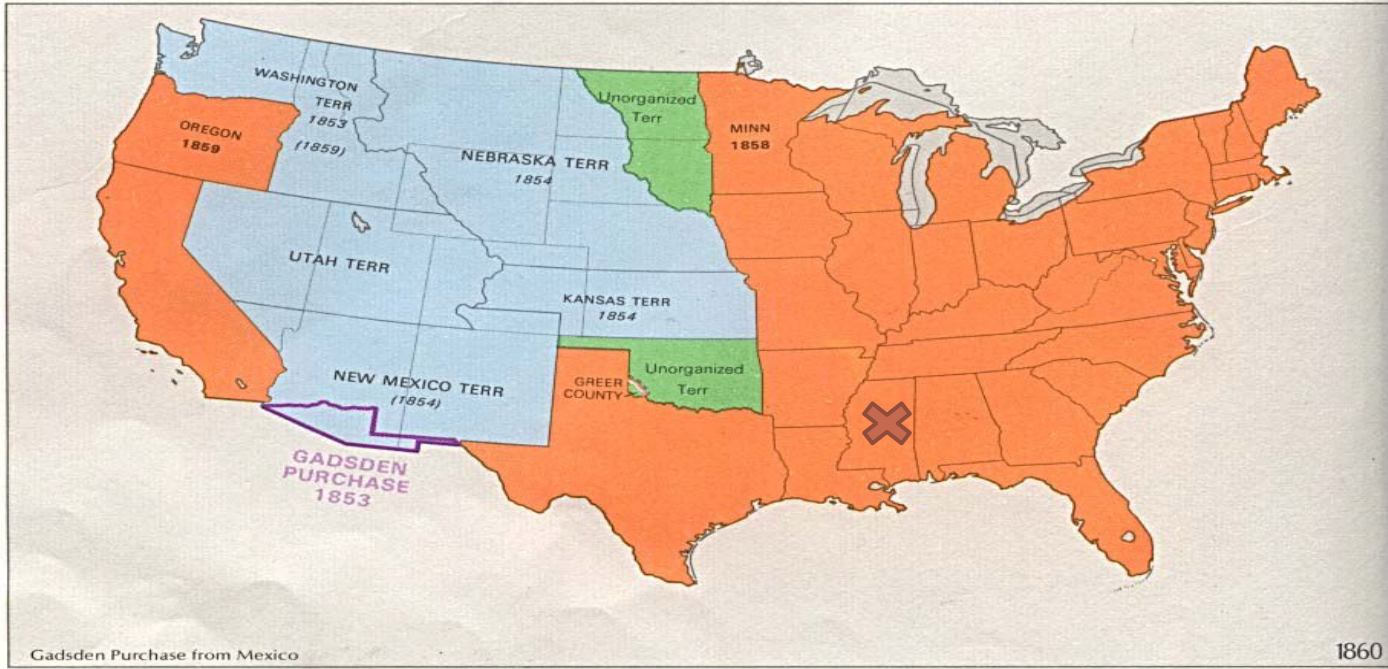 WASHINGTON
TERR
1853
(1859)
OREGON
1859
NEBRASKA TERR
1854
Unorganized
Terr
MINN
1858
UTAH TERR
KANSAS TERR
1854
NEW MEXICO TERR
(1854)
GREER
COUNTY
Unorganized
Terr
GADSDEN
PURCHASE
1853
Gadsden Purchase from Mexico
1860